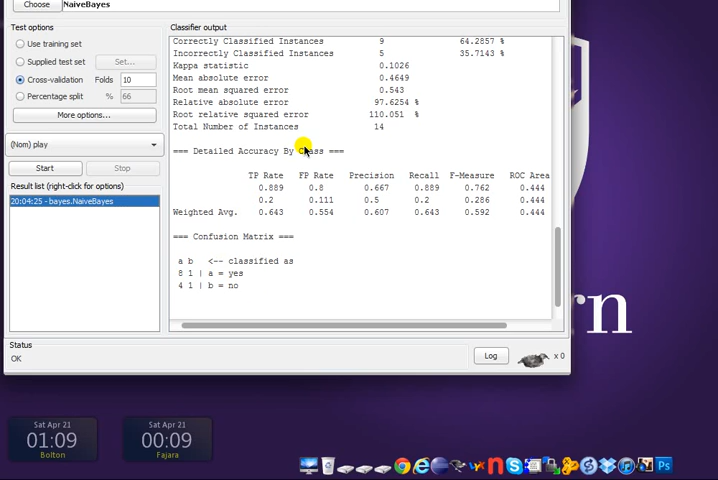 Choose NaiveBayes
Test options
Use training set
Supplied test set Set...
Cross-validation Folds 10
Percentage split % 66
More options...
(Nom) play
Start Stop
Result list (right-click for options)
20:04:25 - bayes.NaiveBayes
Classifier output
Correctly Classified Instances 9 64.2857 %
Incorrectly Classified Instances 5 35.7143 %
Kappa statistic 0.1026
Mean absolute error 0.4649
Root mean squared error 0.543
Relative absolute error 97.6254 %
Root relative squared error 110.051 %
Total Number of Instances 14
=== Detailed Accuracy By Class ===
TP Rate FP Rate Precision Recall F-Measure ROC Area
0.889 0.8 0.667 0.889 0.762 0.444
0.2 0.111 0.5 0.2 0.286 0.444
Weighted Avg. 0.643 0.554 0.607 0.643 0.592 0.444
=== Confusion Matrix ===
a b <-- classified as
8 1 | a = yes
4 1 | b = no
Status
OK
Log x 0
rn
Sat Apr 21
01:09
Bolton
Sat Apr 21
00:09
Fajara
Ps